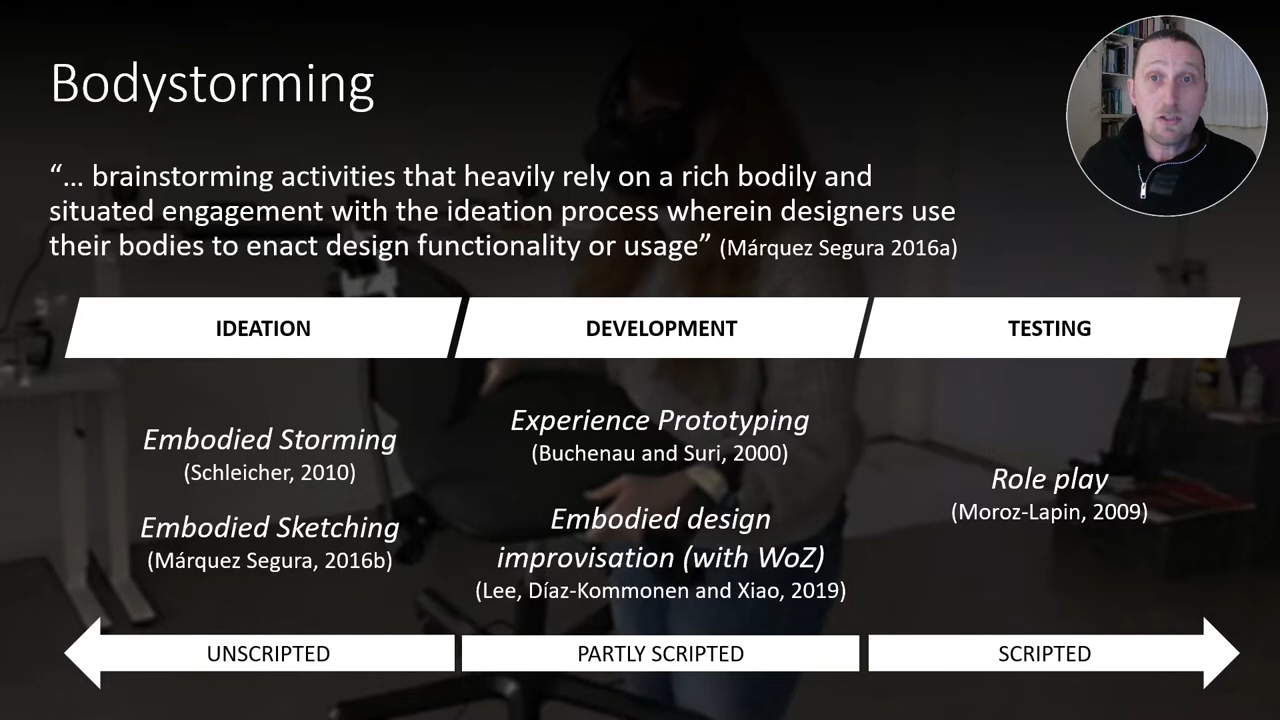 Bodystorming
“… brainstorming activities that heavily rely on a rich bodily and
situated engagement with the ideation process wherein designers use
their bodies to enact design functionality or usage” (Márquez Segura 2016a)
IDEATION
DEVELOPMENT
TESTING
Embodied Storming
(Schleicher, 2010)
Embodied Sketching
(Márquez Segura, 2016b)
Experience Prototyping
(Buchenau and Suri, 2000)
Embodied design
improvisation (with WoZ)
(Lee, Díaz-Kommonen and Xiao, 2019)
Role play
(Moroz-Lapin, 2009)
UNSCRIPTED
PARTLY SCRIPTED
SCRIPTED